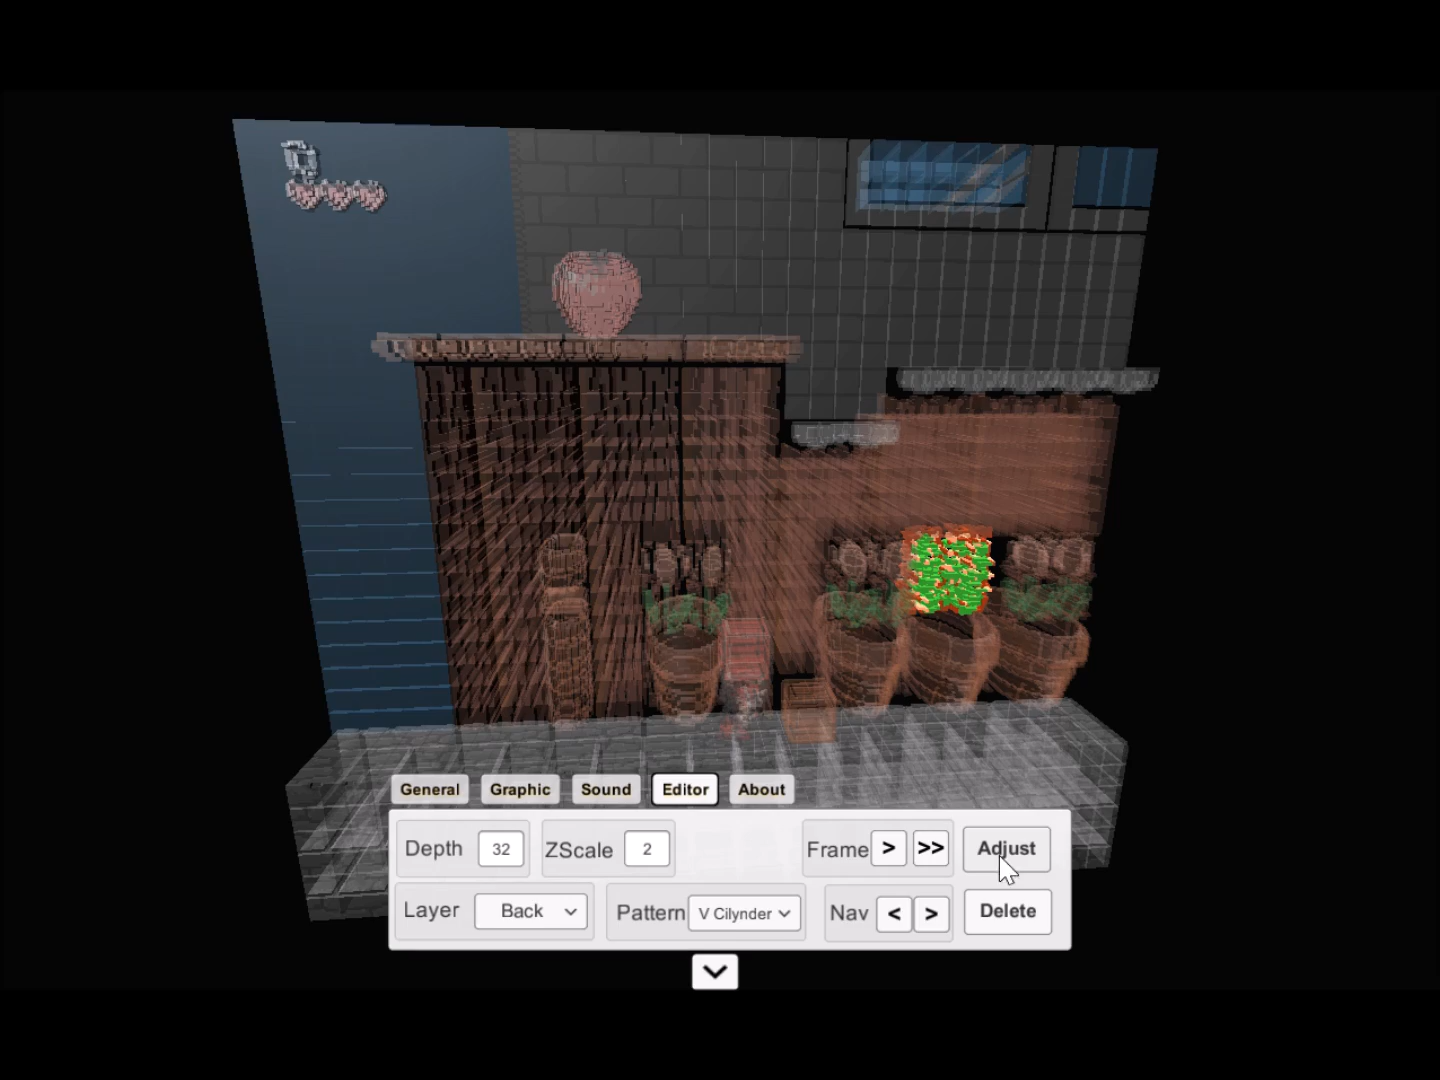 General Graphic Sound Editor About
Depth 32 ZScale 2 Frame > >> Adjust
Layer Back Pattern V Cilynder Nav < > Delete